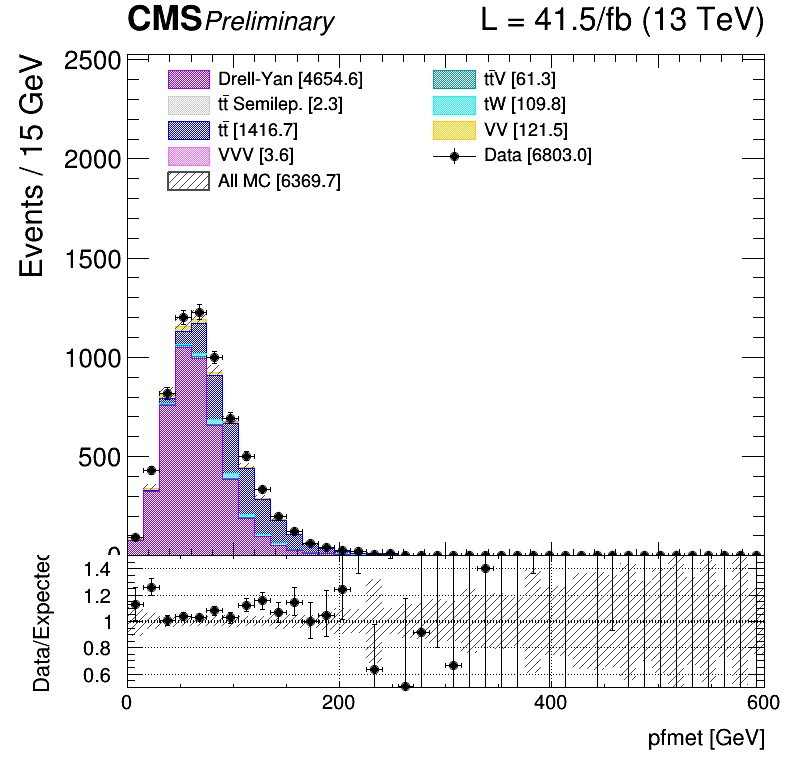 CMS Preliminary L = 41.5/fb (13 TeV)
Events / 15 GeV
2500
2000
1500
1000
500
0
Drell-Yan [4654.6]
tt̄ Semilep. [2.3]
tt̄ [1416.7]
VVV [3.6]
All MC [6369.7]
tt̄V [61.3]
tW [109.8]
VV [121.5]
Data [6803.0]
Data/Expected
1.4
1.2
1
0.8
0.6
0 200 400 600
pfmet [GeV]